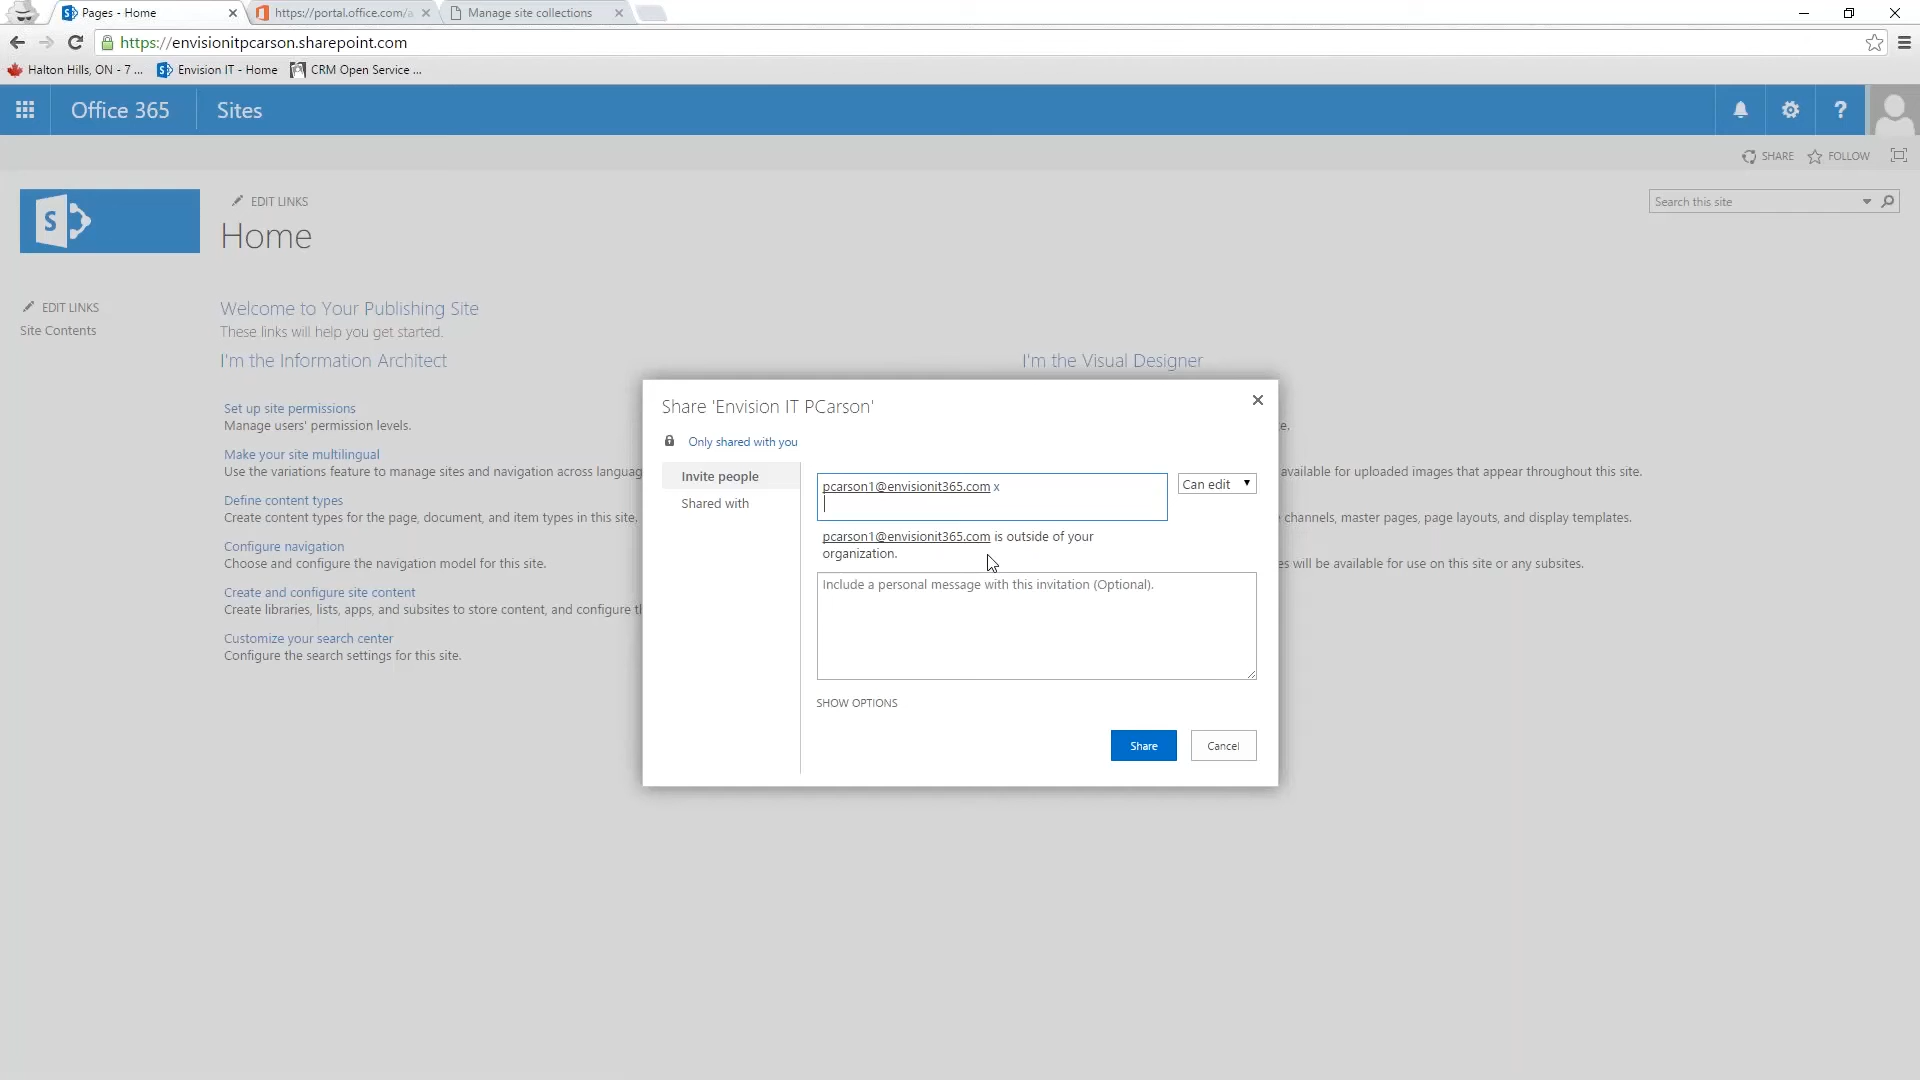 Pages - Home
https://portal.office.com/a
Manage site collections
https://envisionitpcarson.sharepoint.com
Halton Hills, ON - 7 ...
Envision IT - Home
CRM Open Service ...
Office 365
Sites
?
SHARE
FOLLOW
S
EDIT LINKS
Search this site
Home
EDIT LINKS
Site Contents
Welcome to Your Publishing Site
These links will help you get started.
I'm the Information Architect
I'm the Visual Designer
Set up site permissions
Manage users' permission levels.
Make your site multilingual
Use the variations feature to manage sites and navigation across languag
available for uploaded images that appear throughout this site.
Define content types
Create content types for the page, document, and item types in this site.
channels, master pages, page layouts, and display templates.
Configure navigation
Choose and configure the navigation model for this site.
es will be available for use on this site or any subsites.
Create and configure site content
Create libraries, lists, apps, and subsites to store content, and configure t
Customize your search center
Configure the search settings for this site.
Share 'Envision IT PCarson'
Only shared with you
Invite people
Shared with
pcarson1@envisionit365.com x
Can edit
pcarson1@envisionit365.com is outside of your
organization.
Include a personal message with this invitation (Optional).
SHOW OPTIONS
Share
Cancel